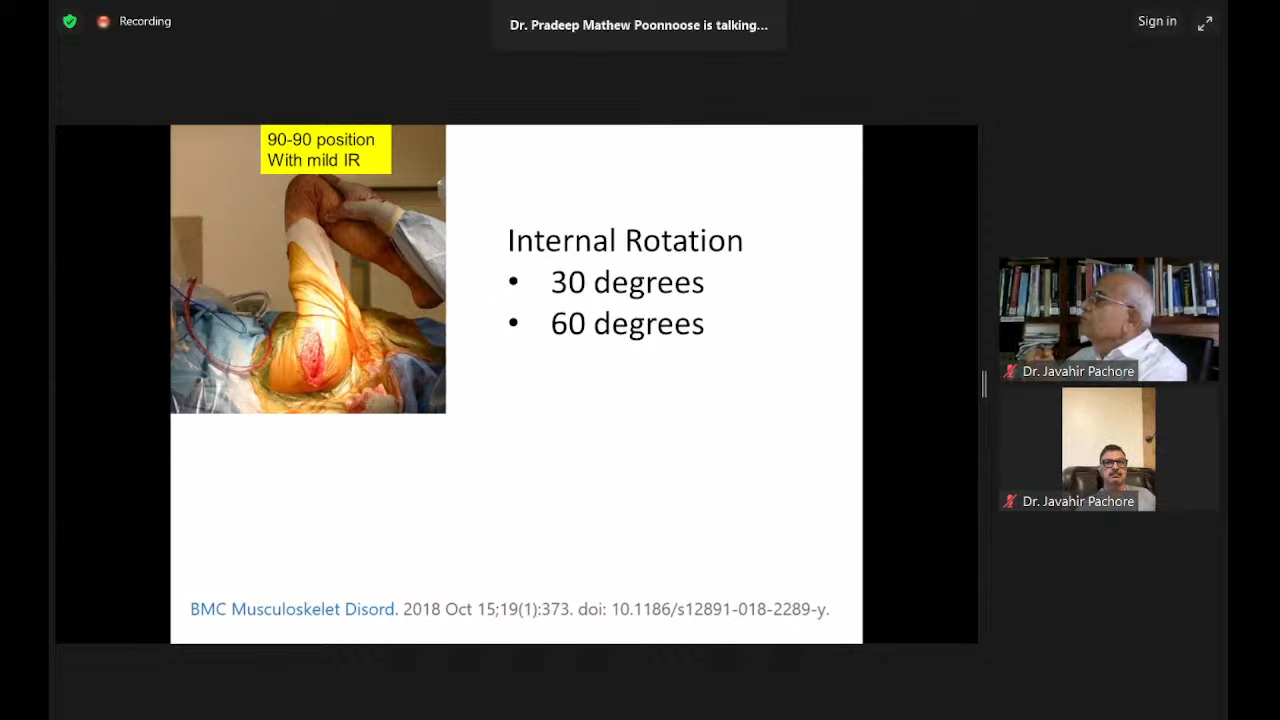 Recording
Dr. Pradeep Mathew Poonnoose is talking...
Sign in
90-90 position
With mild IR
Internal Rotation
• 30 degrees
• 60 degrees
Dr. Javahir Pachore
Dr. Javahir Pachore
BMC Musculoskelet Disord. 2018 Oct 15;19(1):373. doi: 10.1186/s12891-018-2289-y.